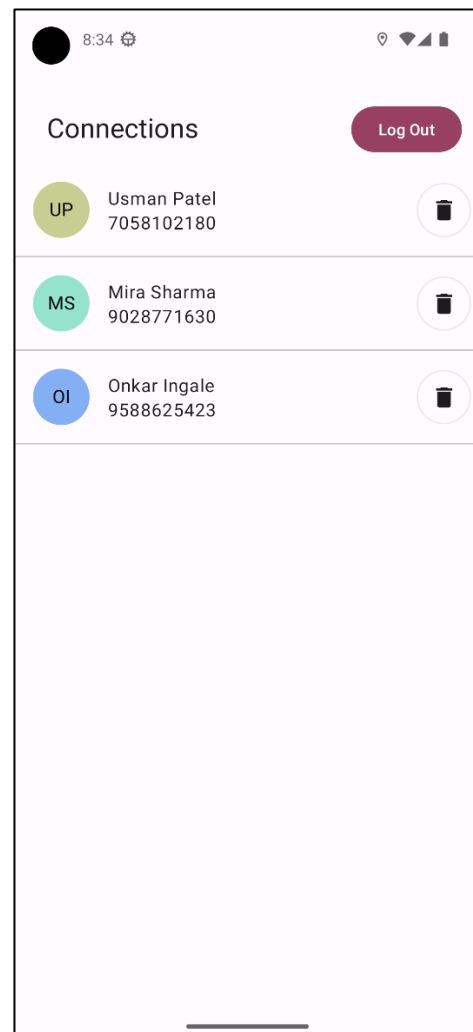 8:34
Connections
Log Out
UP
Usman Patel
7058102180
MS
Mira Sharma
9028771630
OI
Onkar Ingale
9588625423